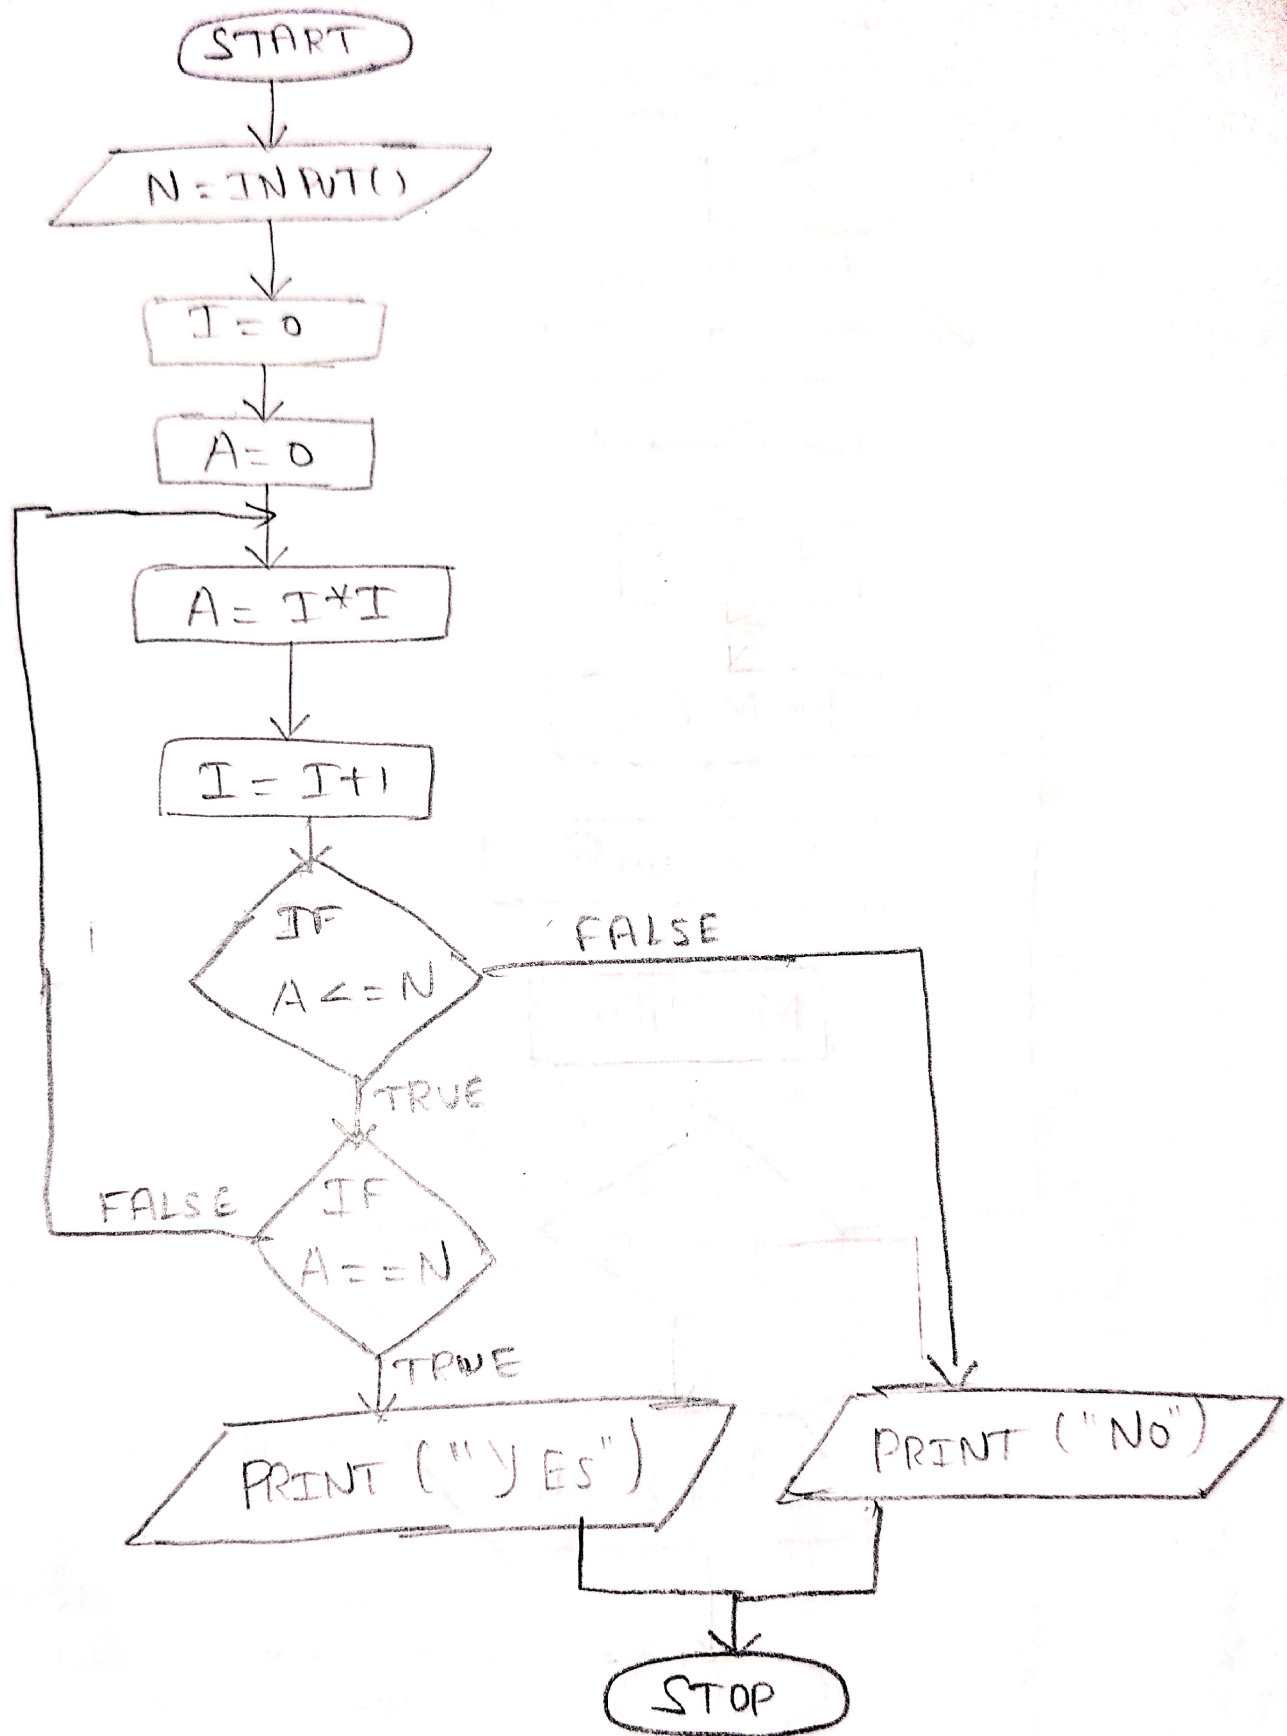 START
N=INPUT()
I=0
A=0
A=I*I
I=I+1
IF
A<=N
FALSE
TRUE
IF
A==N
FALSE
TRUE
PRINT ("YES")
PRINT ("NO")
STOP